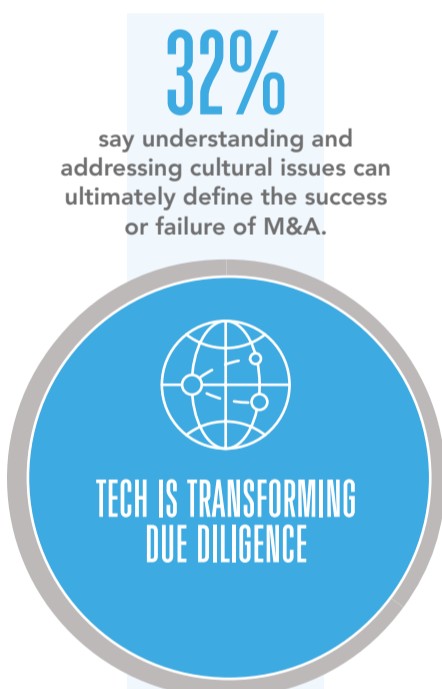 32%
say understanding and
addressing cultural issues can
ultimately define the success
or failure of M&A.
TECH IS TRANSFORMING
DUE DILIGENCE